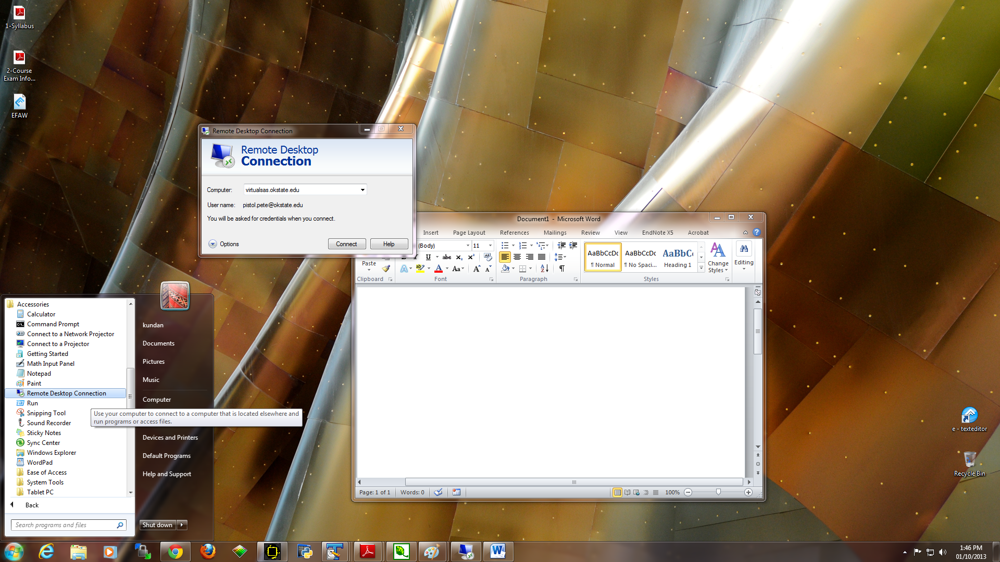 1-Syllabus
2-Course
Exam Info...
EFAW
Remote Desktop Connection
Remote Desktop
Connection
Computer:
virtualsas.okstate.edu
User name:
pistol.pete@okstate.edu
You will be asked for credentials when you connect.
Options
Connect
Help
Document1 - Microsoft Word
Insert
Page Layout
References
Mailings
Review
View
EndNote X5
Acrobat
(Body)
11
Paste
U
abc
x₂
x²
Aa
AaBbCcDc
AaBbCcDc
AaBbC
¶ Normal
¶ No Spaci...
Heading 1
Change
Styles
Editing
Clipboard
Font
Paragraph
Styles
Page: 1 of 1
Words: 0
100%
Accessories
Calculator
Command Prompt
Connect to a Network Projector
Connect to a Projector
Getting Started
Math Input Panel
Notepad
Paint
Remote Desktop Connection
Run
Snipping Tool
Sound Recorder
Sticky Notes
Sync Center
Windows Explorer
WordPad
Ease of Access
System Tools
Tablet PC
Back
Search programs and files
kundan
Documents
Pictures
Music
Computer
Use your computer to connect to a computer that is located elsewhere and
run programs or access files.
Devices and Printers
Default Programs
Help and Support
Shut down
e - texteditor
Recycle Bin
1:46 PM
01/10/2013